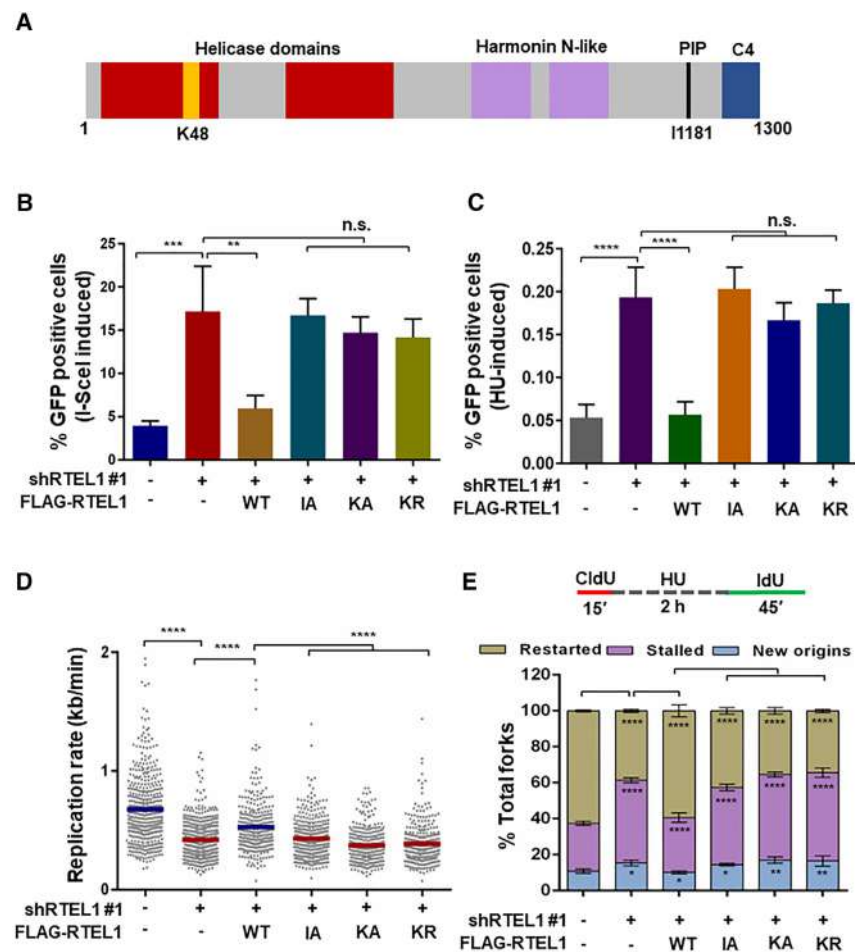 A
Helicase domains
Harmonin N-like
PIP
C4
1
K48
I1181
1300
B
% GFP positive cells
(I-SceI induced)
25
20
15
10
5
0
***
**
n.s.
shRTEL1 #1 - + + + + +
FLAG-RTEL1 - - WT IA KA KR
C
% GFP positive cells
(HU-induced)
0.25
0.20
0.15
0.10
0.05
0.00
****
****
n.s.
shRTEL1 #1 - + + + + +
FLAG-RTEL1 - - WT IA KA KR
D
Replication rate (kb/min)
2
1
0
****
****
****
shRTEL1 #1 - + + + + +
FLAG-RTEL1 - - WT IA KA KR
E
CldU HU IdU
15′ 2 h 45′
Restarted Stalled New origins
% Total forks
120
100
80
60
40
20
0
**** **** **** **** ****
**** **** **** **** ****
* * * ** **
shRTEL1 #1 - + + + + +
FLAG-RTEL1 - - WT IA KA KR